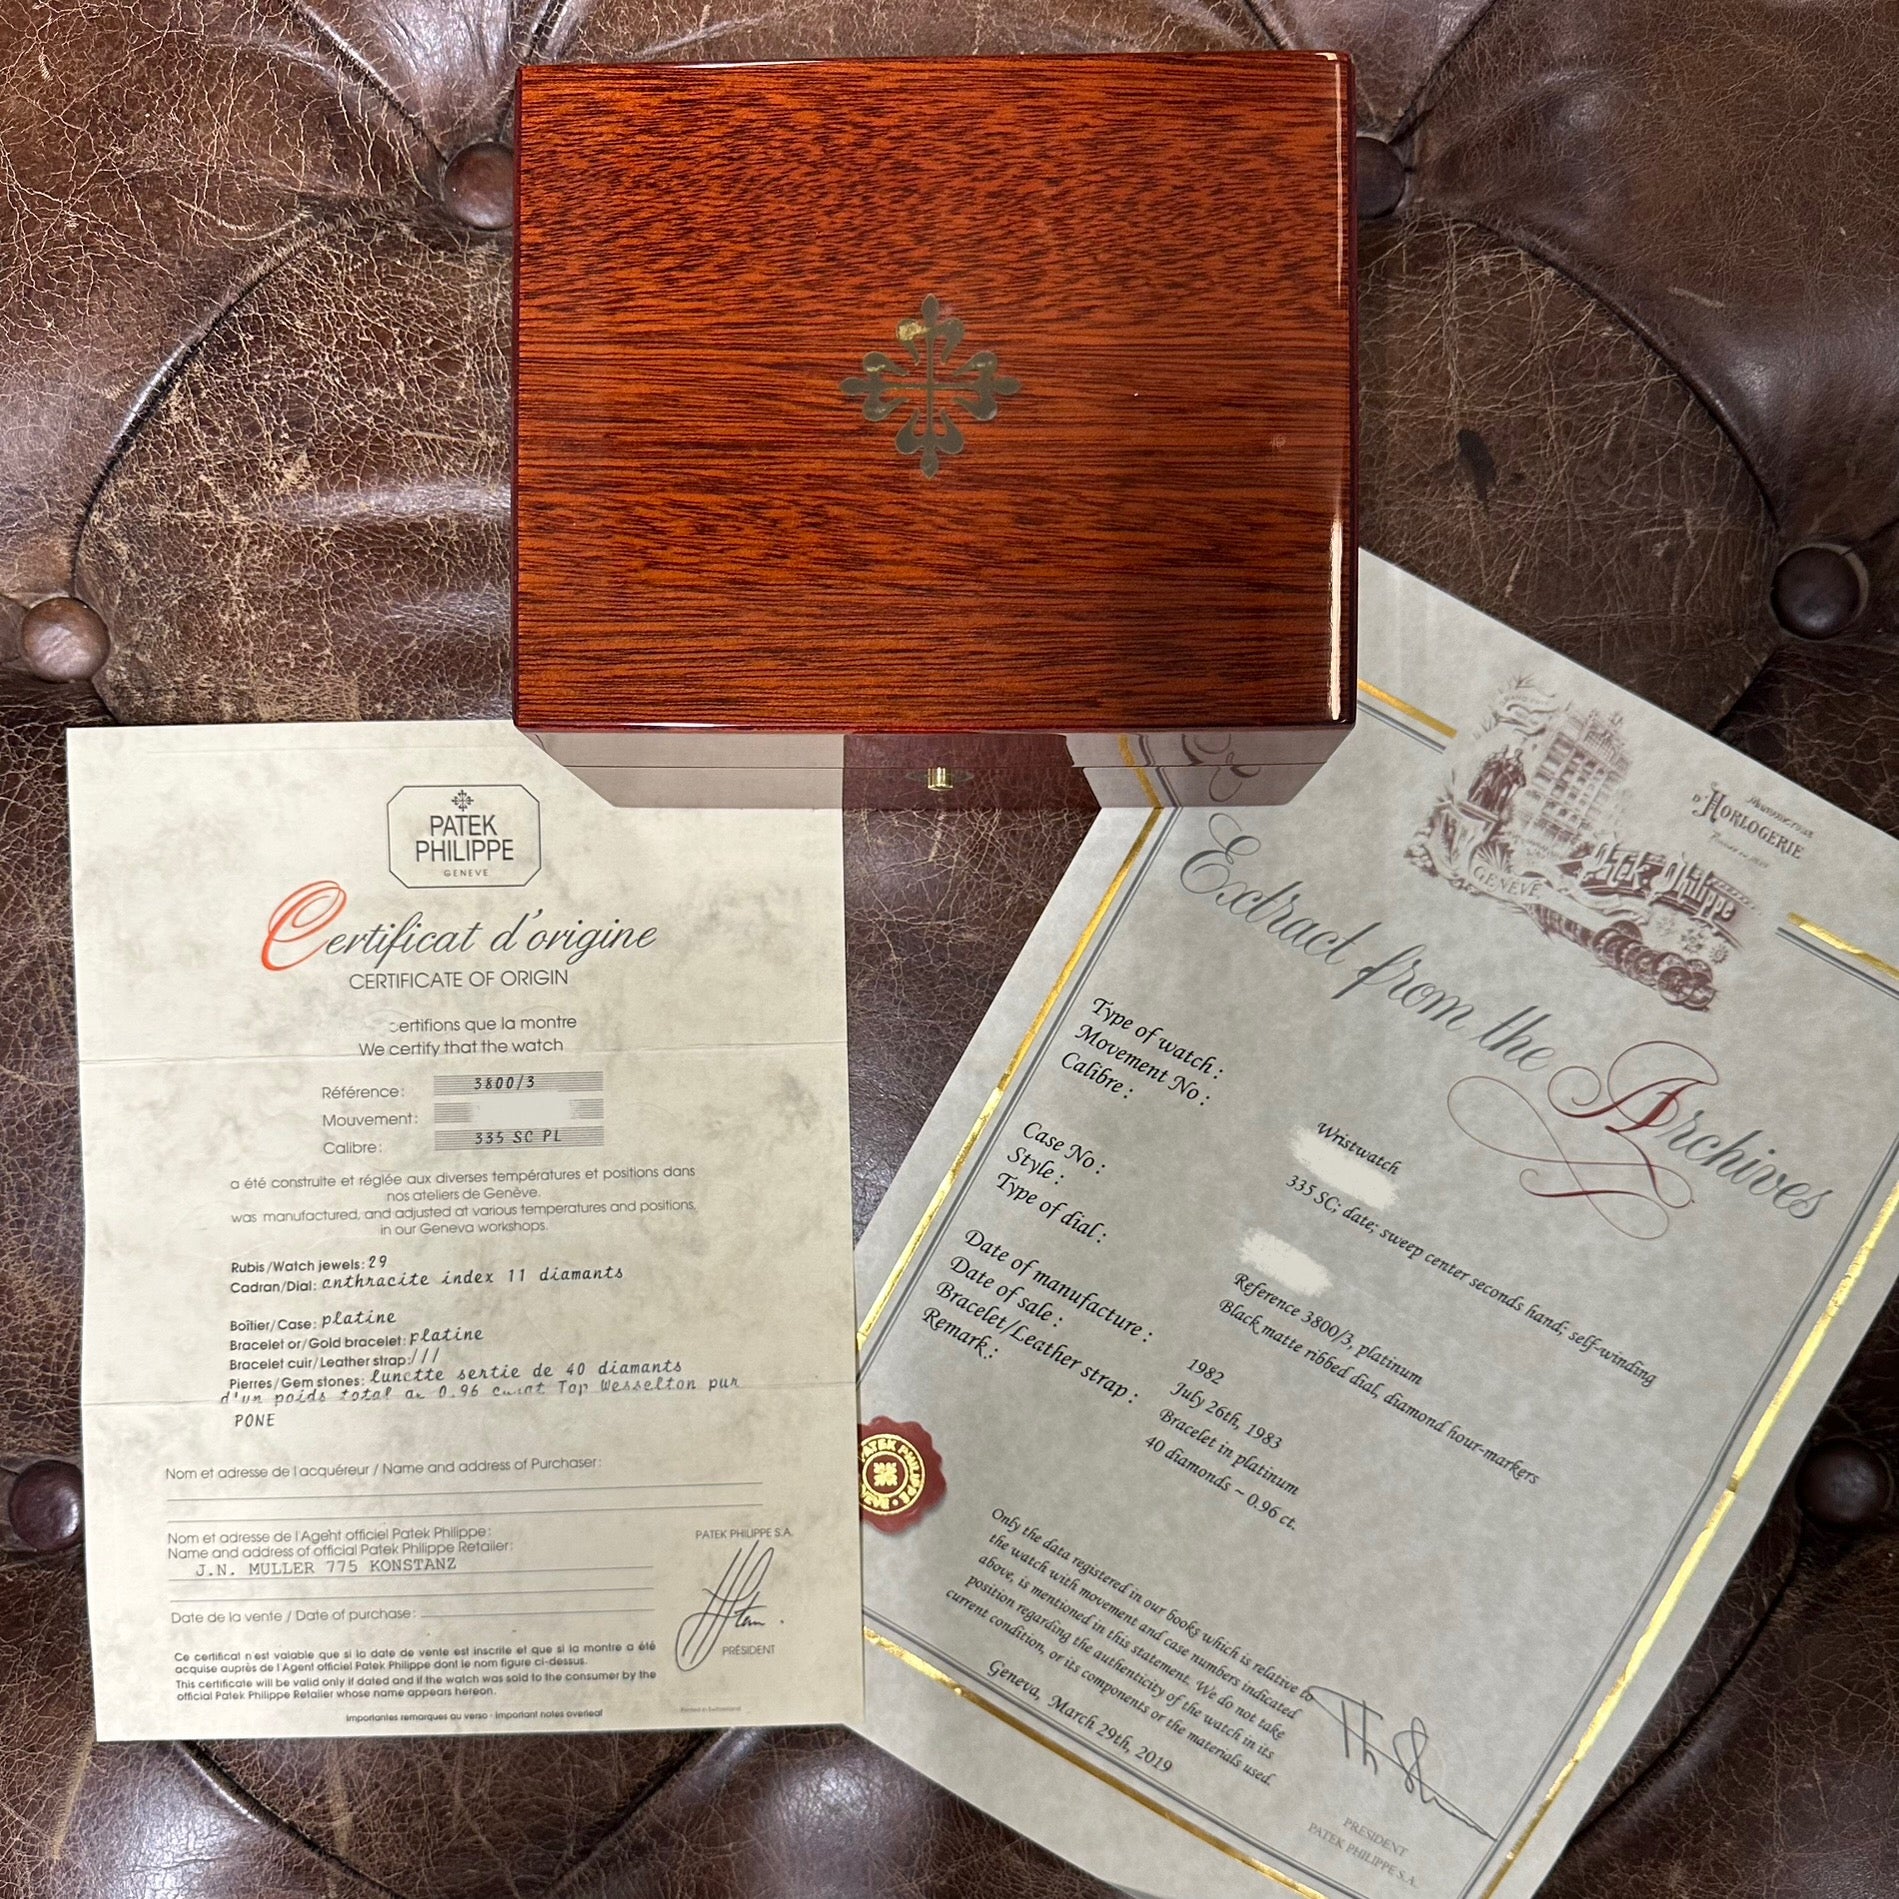 PATEK
PHILIPPE
GENEVE
Certificat d'origine
CERTIFICATE OF ORIGIN
certifions que la montre
We certify that the watch
Référence: 3800/3
Mouvement:
Calibre: 335 SC PL
a été construite et réglée aux diverses températures et positions dans
nos ateliers de Genève.
was manufactured, and adjusted at various temperatures and positions,
in our Geneva workshops.
Rubis/Watch jewels: 29
Cadran/Dial: anthracite index 11 diamants
Boîtier/Case: platine
Bracelet or/Gold bracelet: platine
Bracelet cuir/Leather strap: ///
Pierres/Gem stones: lunette sertie de 40 diamants
d'un poids total de 0.96 carat Top Wesselton pur
PONE
Nom et adresse de l'acquéreur / Name and address of Purchaser:
Nom et adresse de l'Agent officiel Patek Philippe:
Name and address of official Patek Philippe Retailer:
J.N. MULLER 775 KONSTANZ
Date de la vente / Date of purchase:
PATEK PHILIPPE S.A.
PRÉSIDENT
Ce certificat n'est valable que si la date de vente est inscrite et que si la montre a été
acquise auprès de l'Agent officiel Patek Philippe dont le nom figure ci-dessus.
This certificate will be valid only if dated and if the watch was sold to the consumer by the
official Patek Philippe Retailer whose name appears hereon.
Importantes remarques au verso - Important notes overleaf
Printed in Switzerland
D'HORLOGERIE
GENÈVE
Patek Philippe
Extract from the Archives
Type of watch : Wristwatch
Movement No :
Calibre : 335 SC; date; sweep center seconds hand; self-winding
Case No :
Style : Reference 3800/3, platinum
Type of dial : Black matte ribbed dial, diamond hour-markers
Date of manufacture : 1982
Date of sale : July 26th, 1983
Bracelet/Leather strap : Bracelet in platinum
Remark : 40 diamonds ~ 0.96 ct.
PATEK PHILIPPE
Only the data registered in our books which is relative to
the watch with movement and case numbers indicated
above, is mentioned in this statement. We do not take
position regarding the authenticity of the watch in its
current condition, or its components or the materials used.
Geneva, March 29th, 2019
PRESIDENT
PATEK PHILIPPE S.A.